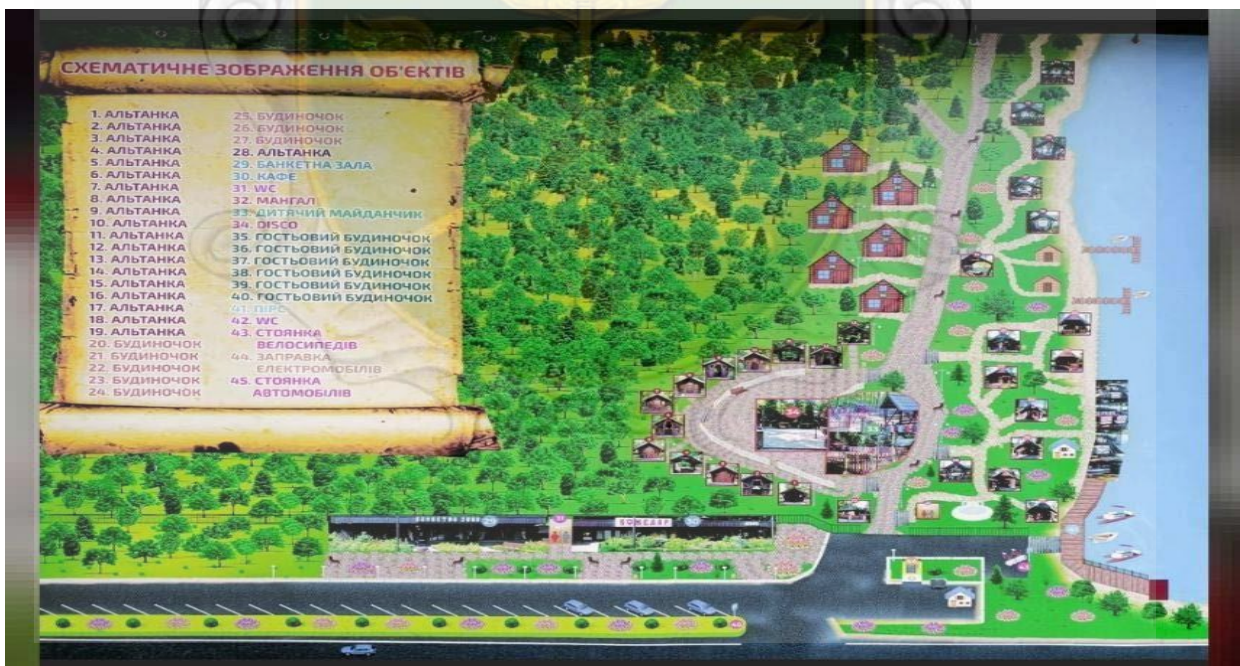 СХЕМАТИЧНЕ ЗОБРАЖЕННЯ ОБ'ЄКТІВ
1. АЛЬТАНКА
2. АЛЬТАНКА
3. АЛЬТАНКА
4. АЛЬТАНКА
5. АЛЬТАНКА
6. АЛЬТАНКА
7. АЛЬТАНКА
8. АЛЬТАНКА
9. АЛЬТАНКА
10. АЛЬТАНКА
11. АЛЬТАНКА
12. АЛЬТАНКА
13. АЛЬТАНКА
14. АЛЬТАНКА
15. АЛЬТАНКА
16. АЛЬТАНКА
17. АЛЬТАНКА
18. АЛЬТАНКА
19. АЛЬТАНКА
20. БУДИНОЧОК
21. БУДИНОЧОК
22. БУДИНОЧОК
23. БУДИНОЧОК
24. БУДИНОЧОК
25. БУДИНОЧОК
26. БУДИНОЧОК
27. БУДИНОЧОК
28. АЛЬТАНКА
29. БАНКЕТНА ЗАЛА
30. КАФЕ
31. WC
32. МАНГАЛ
33. ДИТЯЧИЙ МАЙДАНЧИК
34. DISCO
35. ГОСТЬОВИЙ БУДИНОЧОК
36. ГОСТЬОВИЙ БУДИНОЧОК
37. ГОСТЬОВИЙ БУДИНОЧОК
38. ГОСТЬОВИЙ БУДИНОЧОК
39. ГОСТЬОВИЙ БУДИНОЧОК
40. ГОСТЬОВИЙ БУДИНОЧОК
41. ПІРС
42. WC
43. СТОЯНКА
ВЕЛОСИПЕДІВ
44. ЗАПРАВКА
ЕЛЕКТРОМОБІЛІВ
45. СТОЯНКА
АВТОМОБІЛІВ
34
33
29
30